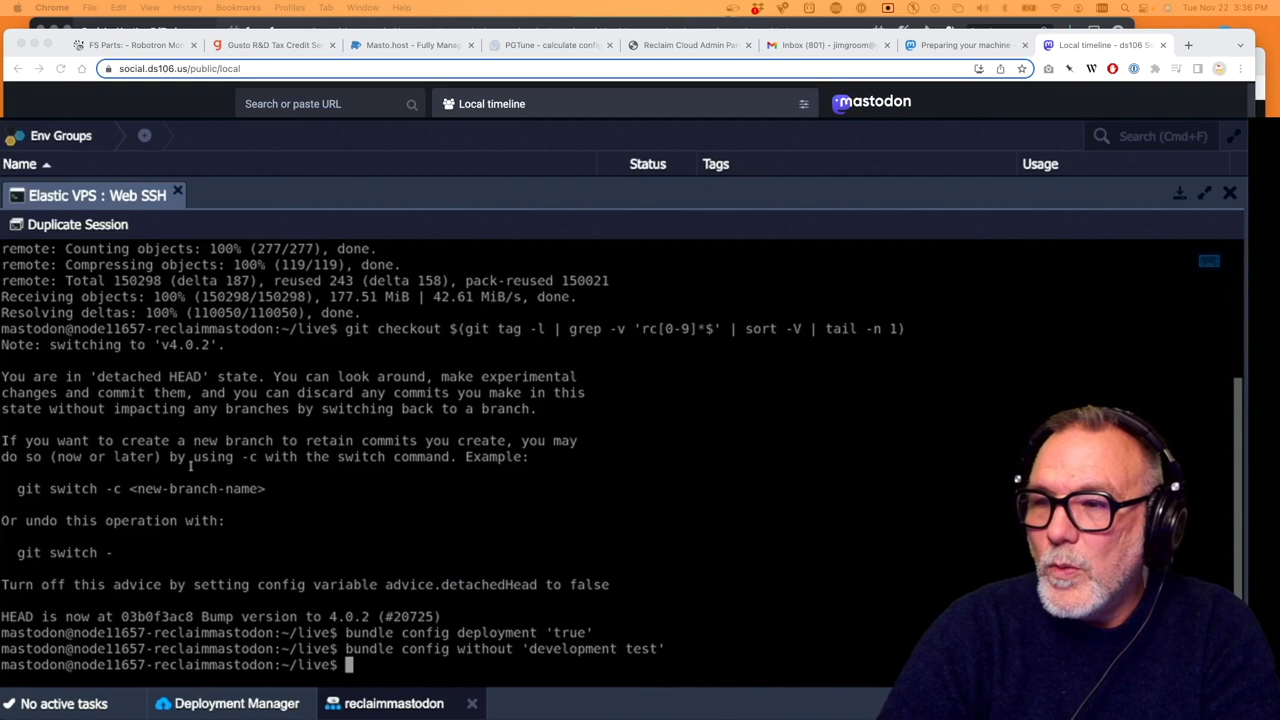 Chrome File Edit View History Bookmarks Profiles Tab Window Help Tue Nov 22 3:36 PM
FS Parts: - Robotron Mon Gusto R&D Tax Credit Se Masto.host - Fully Manag PGTune - calculate config Reclaim Cloud Admin Pan Inbox (801) - jimgroom@ Preparing your machine - Local timeline - ds106 So
social.ds106.us/public/local
Search or paste URL Local timeline mastodon
Env Groups Search (Cmd+F)
Name Status Tags Usage
Elastic VPS : Web SSH
Duplicate Session
remote: Counting objects: 100% (277/277), done.
remote: Compressing objects: 100% (119/119), done.
remote: Total 150298 (delta 187), reused 243 (delta 158), pack-reused 150021
Receiving objects: 100% (150298/150298), 177.51 MiB | 42.61 MiB/s, done.
Resolving deltas: 100% (110050/110050), done.
mastodon@node11657-reclaimmastodon:~/live$ git checkout $(git tag -l | grep -v 'rc[0-9]*$' | sort -V | tail -n 1)
Note: switching to 'v4.0.2'.
You are in 'detached HEAD' state. You can look around, make experimental
changes and commit them, and you can discard any commits you make in this
state without impacting any branches by switching back to a branch.
If you want to create a new branch to retain commits you create, you may
do so (now or later) by using -c with the switch command. Example:
git switch -c <new-branch-name>
Or undo this operation with:
git switch -
Turn off this advice by setting config variable advice.detachedHead to false
HEAD is now at 03b0f3ac8 Bump version to 4.0.2 (#20725)
mastodon@node11657-reclaimmastodon:~/live$ bundle config deployment 'true'
mastodon@node11657-reclaimmastodon:~/live$ bundle config without 'development test'
mastodon@node11657-reclaimmastodon:~/live$
No active tasks Deployment Manager reclaimmastodon